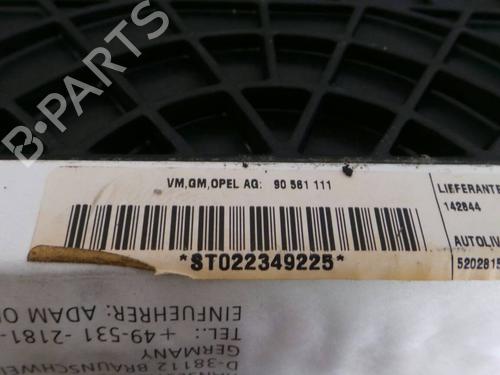 B-PARTS
VM,GM,OPEL AG: 90 561 111
*ST022349225*
LIEFERANTE
142844
AUTOLIV
5202815
EINFUEHRER: ADAM O
TEL.: +49-531 -2181-
GERMANY
D-38112 BRAUNSCHWE